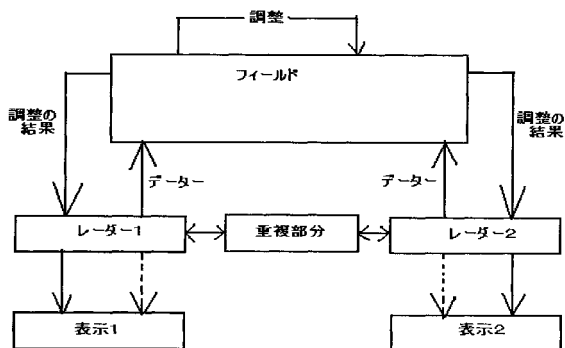 調整
フィールド
調整の
結果
調整の
結果
データー
データー
レーダー1
重複部分
レーダー2
表示1
表示2